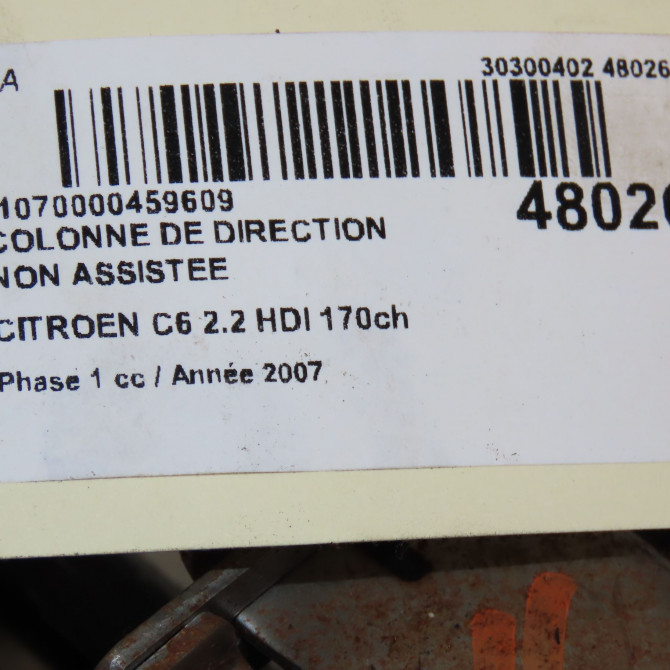 A
30300402 48026
1070000459609
48026
COLONNE DE DIRECTION
NON ASSISTEE
CITROEN C6 2.2 HDI 170ch
Phase 1 cc / Année 2007